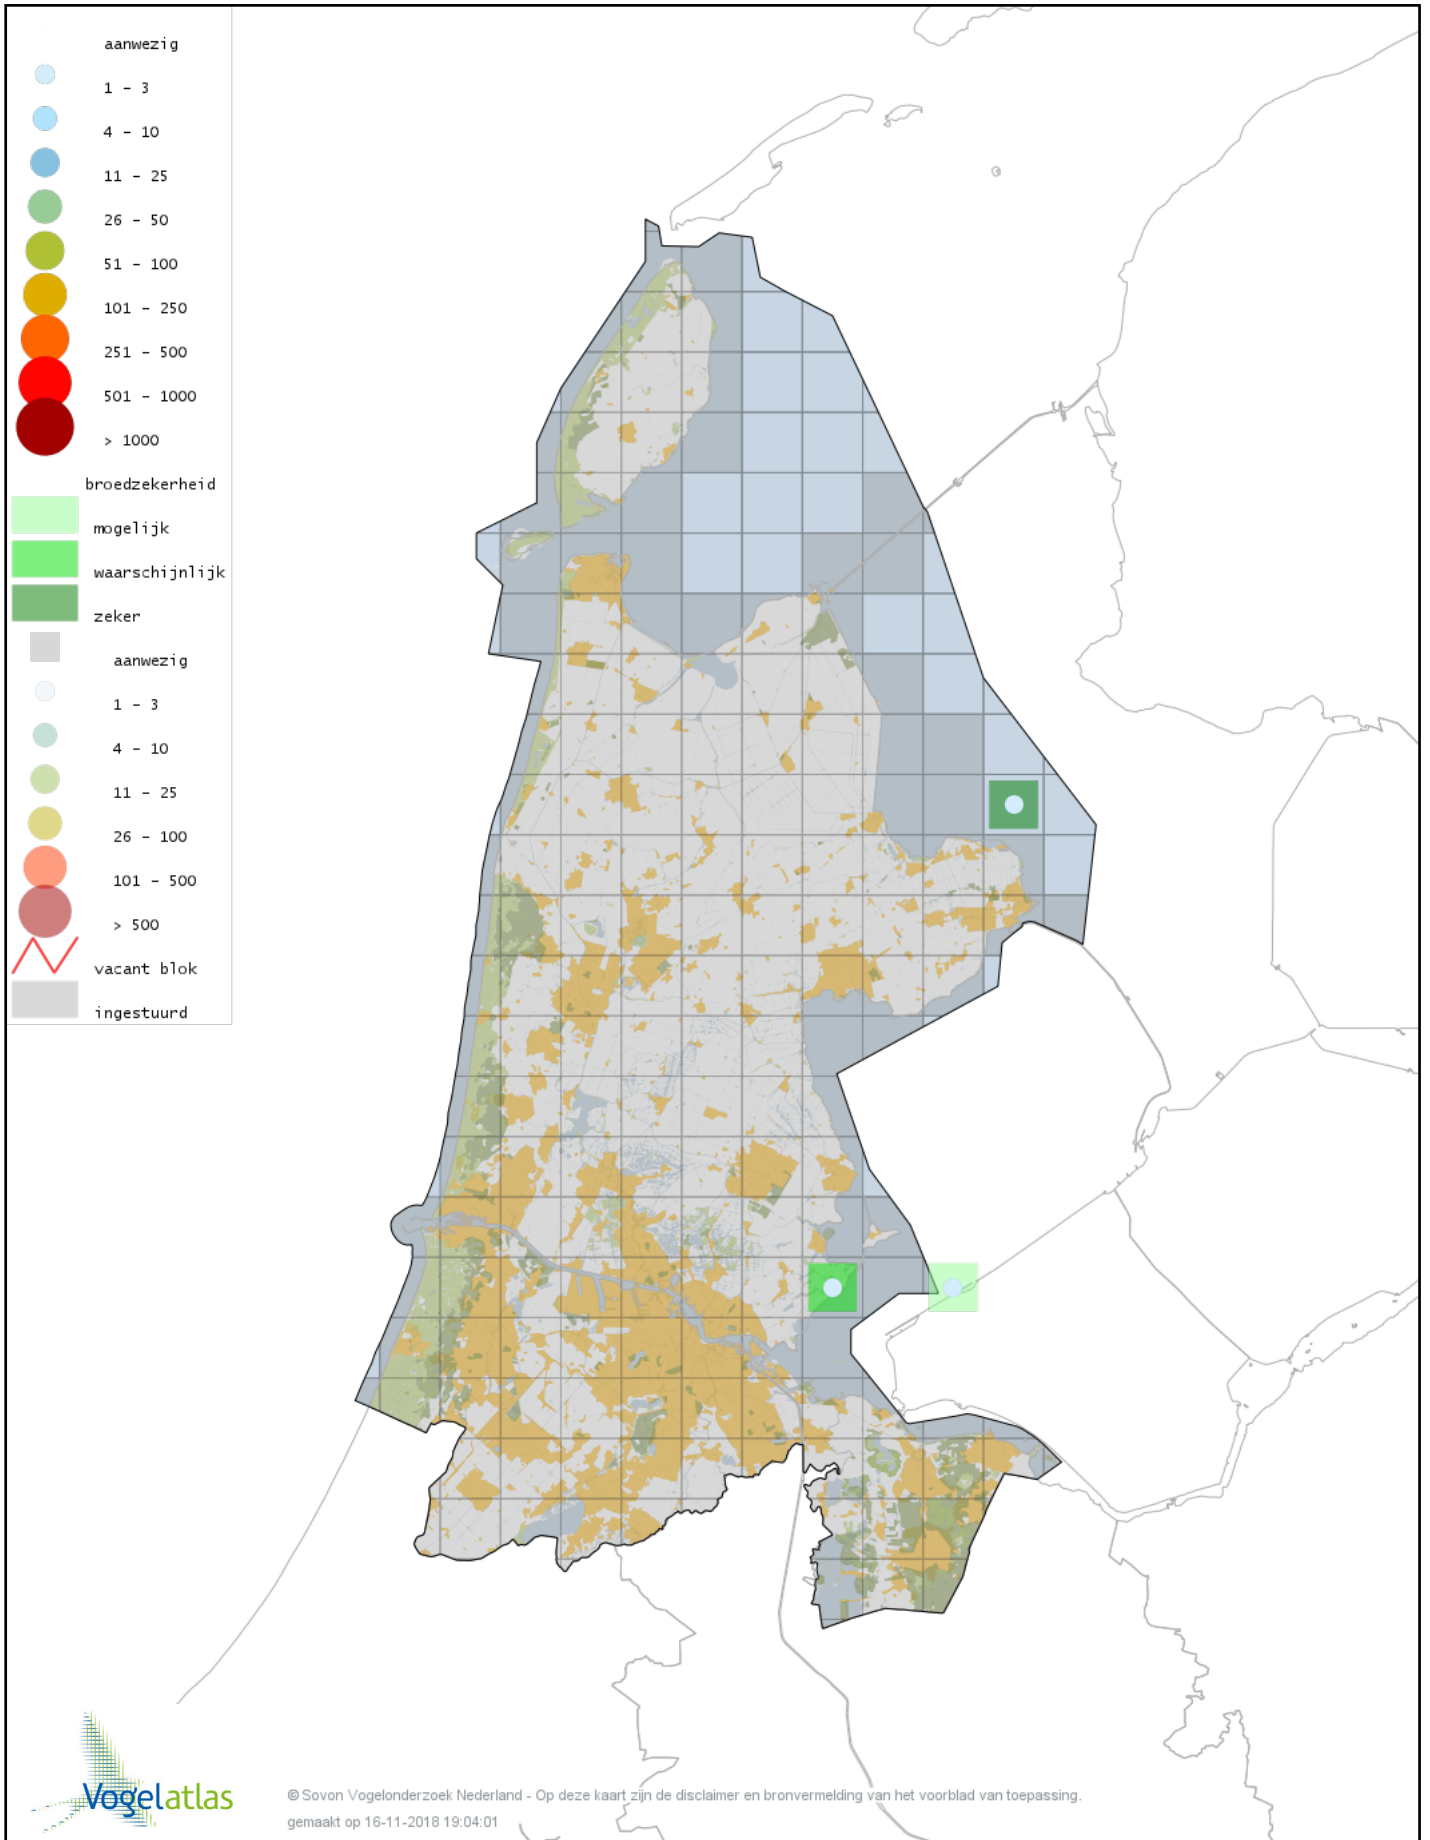 aanwezig
1 - 3
4 - 10
11 - 25
26 - 50
51 - 100
101 - 250
251 - 500
501 - 1000
> 1000
broedzekerheid
mogelijk
waarschijnlijk
zeker
aanwezig
1 - 3
4 - 10
11 - 25
26 - 100
101 - 500
> 500
vacant blok
ingestuurd
Vogelatlas
© Sovon Vogelonderzoek Nederland - Op deze kaart zijn de disclaimer en bronvermelding van het voorblad van toepassing.
gemaakt op 16-11-2018 19:04:01